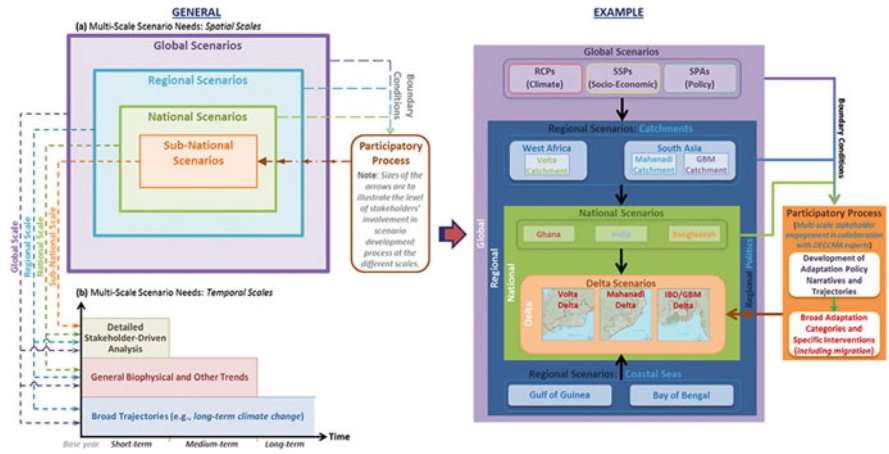 GENERAL
(a) Multi-Scale Scenario Needs: Spatial Scales
Global Scenarios
Regional Scenarios
National Scenarios
Sub-National
Scenarios
Boundary
Conditions
Participatory
Process
Note: Sizes of the
arrows are to
illustrate the level
of stakeholders'
involvement in
scenario
development
process at the
different scales.
Global Scale
Regional Scale
National Scale
Sub-National Scale
(b) Multi-Scale Scenario Needs: Temporal Scales
Detailed
Stakeholder-Driven
Analysis
General Biophysical and Other Trends
Broad Trajectories (e.g., long-term climate change)
Time
Base year
Short-term
Medium-term
Long-term
EXAMPLE
Global Scenarios
RCPs
(Climate)
SSPs
(Socio-Economic)
SPAs
(Policy)
Regional Scenarios: Catchments
West Africa
Volta
Catchment
South Asia
Mahanadi
Catchment
GBM
Catchment
National Scenarios
Ghana
India
Bangladesh
Delta Scenarios
Volta
Delta
Mahanadi
Delta
IBD/GBM
Delta
Global
Regional
National
Delta
Regional Politics
Regional Scenarios: Coastal Seas
Gulf of Guinea
Bay of Bengal
Boundary Conditions
Participatory Process
(Multi-scale stakeholder
engagement in collaboration
with DECCMA experts)
Development of
Adaptation Policy
Narratives and
Trajectories
Broad Adaptation
Categories and
Specific Interventions
(including migration)